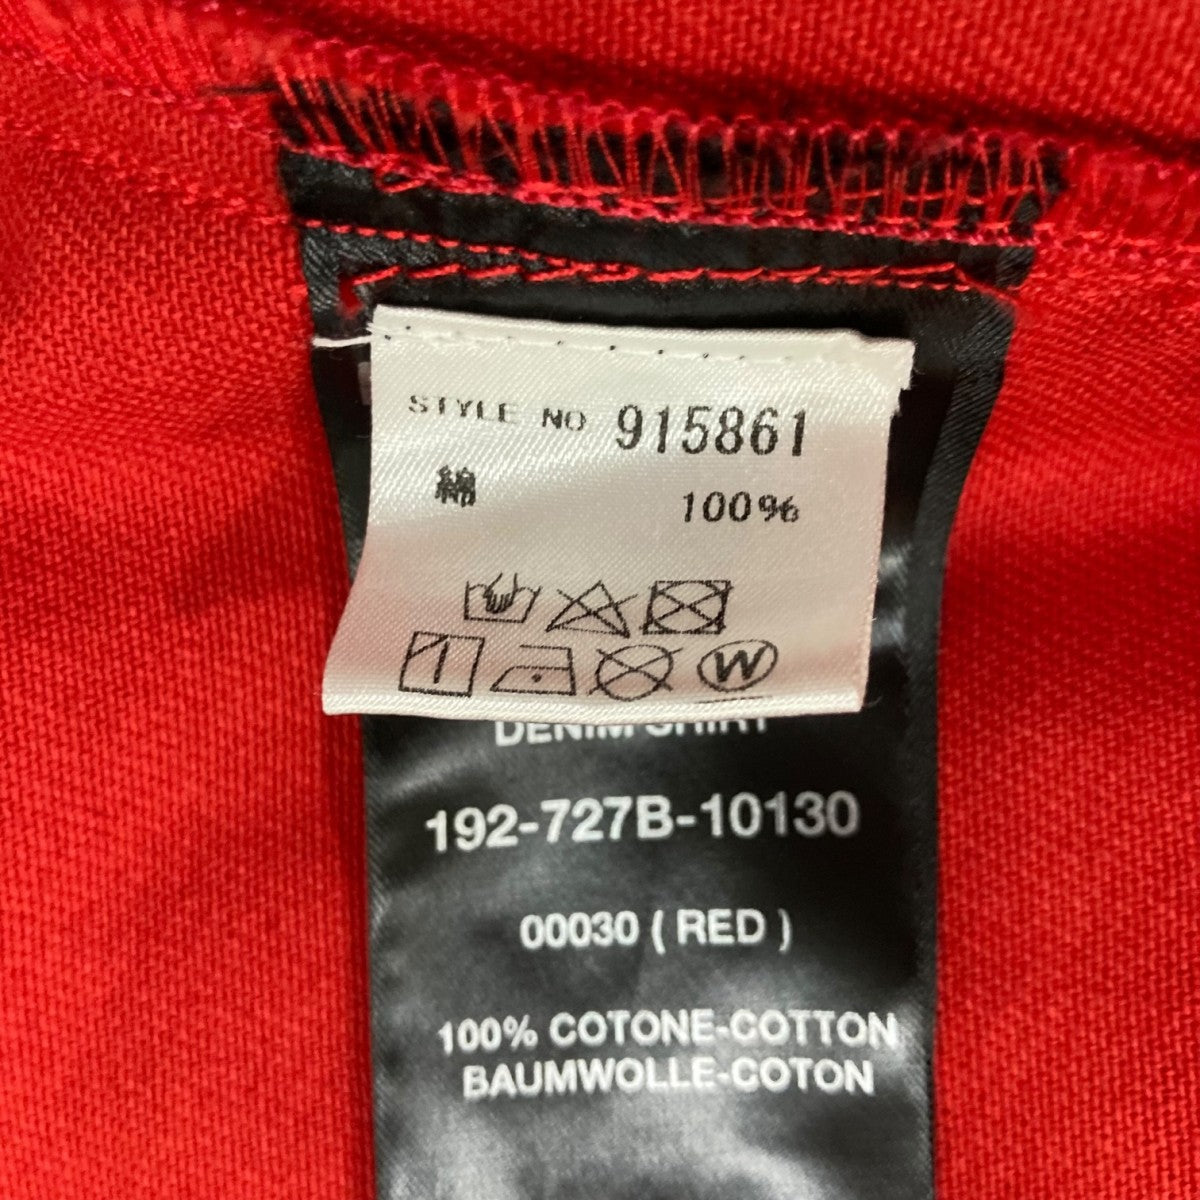 STYLE NO 915861
綿 100%
W
DENIM SHIRT
192-727B-10130
00030 ( RED )
100% COTONE-COTTON
BAUMWOLLE-COTON